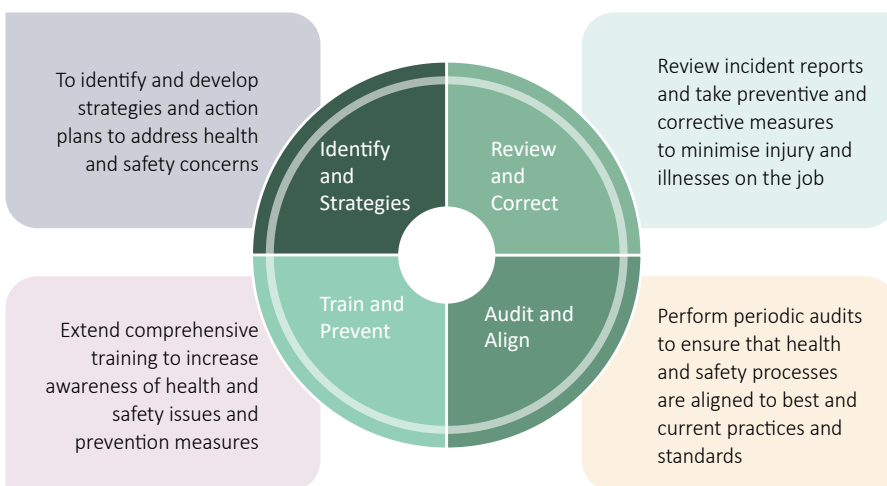 To identify and develop
strategies and action
plans to address health
and safety concerns
Identify
and
Strategies
Review
and
Correct
Review incident reports
and take preventive and
corrective measures
to minimise injury and
illnesses on the job
Extend comprehensive
training to increase
awareness of health and
safety issues and
prevention measures
Train and
Prevent
Audit and
Align
Perform periodic audits
to ensure that health
and safety processes
are aligned to best and
current practices and
standards